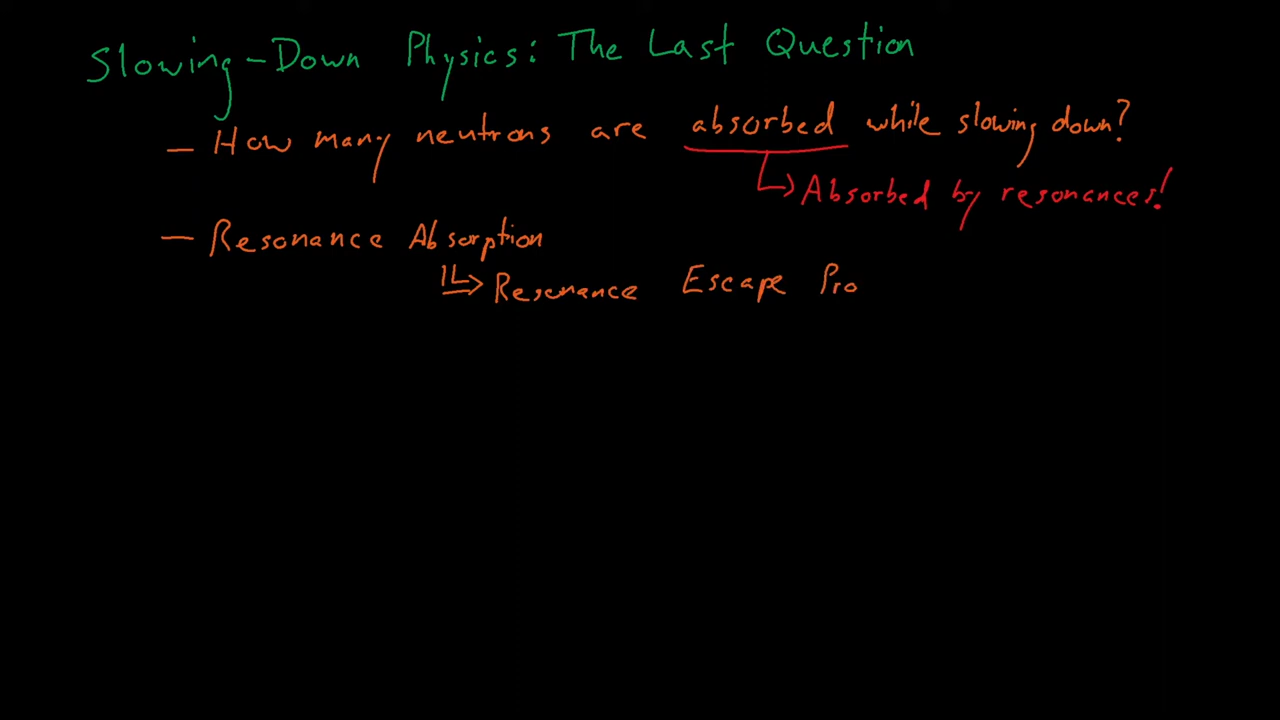 Slowing-Down Physics: The Last Question
- How many neutrons are absorbed while slowing down?
Absorbed by resonances!
- Resonance Absorption
Resonance Escape Pro